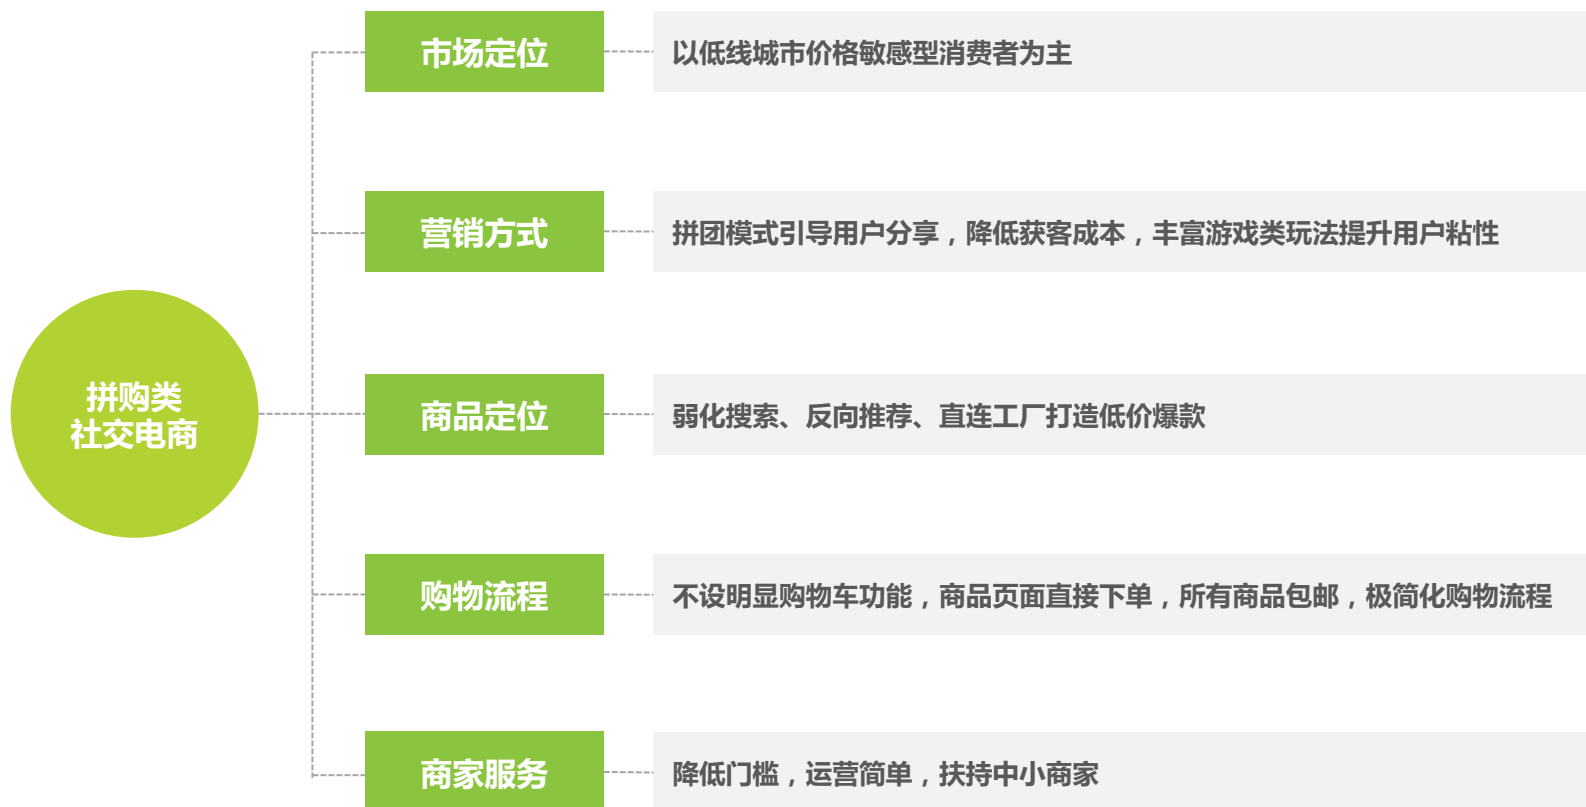 市场定位
以低线城市价格敏感型消费者为主
营销方式
拼团模式引导用户分享，降低获客成本，丰富游戏类玩法提升用户粘性
拼购类
社交电商
商品定位
弱化搜索、反向推荐、直连工厂打造低价爆款
购物流程
不设明显购物车功能，商品页面直接下单，所有商品包邮，极简化购物流程
商家服务
降低门槛，运营简单，扶持中小商家